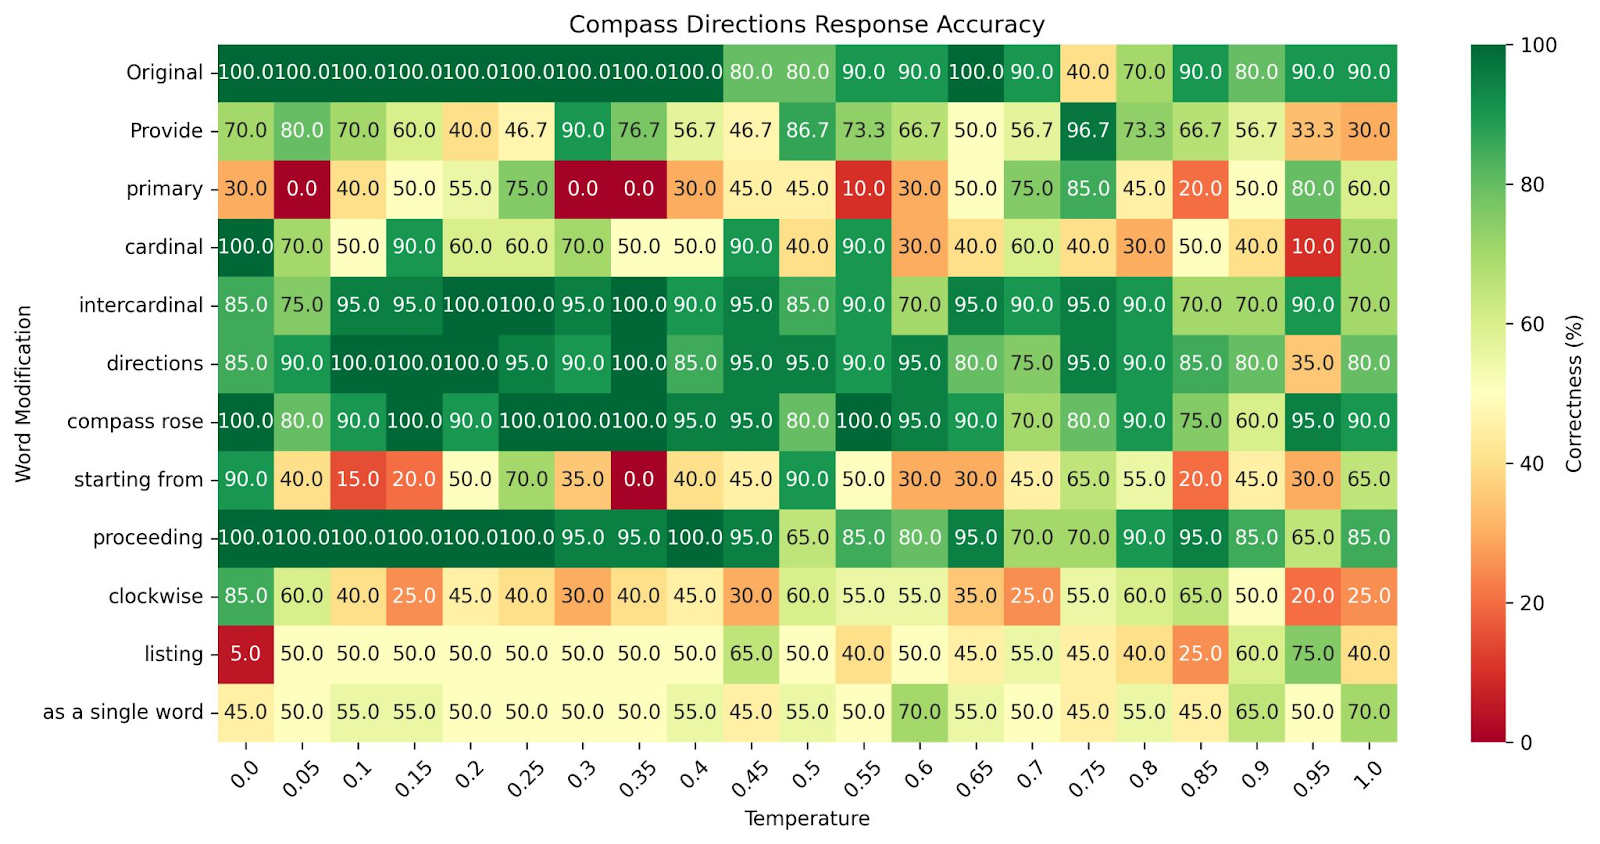 Compass Directions Response Accuracy
Original 100.0 100.0 100.0 100.0 100.0 100.0 100.0 100.0 100.0 80.0 80.0 90.0 90.0 100.0 90.0 40.0 70.0 90.0 80.0 90.0 90.0
Provide 70.0 80.0 70.0 60.0 40.0 46.7 90.0 76.7 56.7 46.7 86.7 73.3 66.7 50.0 56.7 96.7 73.3 66.7 56.7 33.3 30.0
primary 30.0 0.0 40.0 50.0 55.0 75.0 0.0 0.0 30.0 45.0 45.0 10.0 30.0 50.0 75.0 85.0 45.0 20.0 50.0 80.0 60.0
cardinal 100.0 70.0 50.0 90.0 60.0 60.0 70.0 50.0 50.0 90.0 40.0 90.0 30.0 40.0 60.0 40.0 30.0 50.0 40.0 10.0 70.0
intercardinal 85.0 75.0 95.0 95.0 100.0 100.0 95.0 100.0 90.0 95.0 85.0 90.0 70.0 95.0 90.0 95.0 90.0 70.0 70.0 90.0 70.0
directions 85.0 90.0 100.0 100.0 100.0 95.0 90.0 100.0 85.0 95.0 95.0 90.0 95.0 80.0 75.0 95.0 90.0 85.0 80.0 35.0 80.0
compass rose 100.0 80.0 90.0 100.0 90.0 100.0 100.0 100.0 95.0 95.0 80.0 100.0 95.0 90.0 70.0 80.0 90.0 75.0 60.0 95.0 90.0
starting from 90.0 40.0 15.0 20.0 50.0 70.0 35.0 0.0 40.0 45.0 90.0 50.0 30.0 30.0 45.0 65.0 55.0 20.0 45.0 30.0 65.0
proceeding 100.0 100.0 100.0 100.0 100.0 100.0 95.0 95.0 100.0 95.0 65.0 85.0 80.0 95.0 70.0 70.0 90.0 95.0 85.0 65.0 85.0
clockwise 85.0 60.0 40.0 25.0 45.0 40.0 30.0 40.0 45.0 30.0 60.0 55.0 55.0 35.0 25.0 55.0 60.0 65.0 50.0 20.0 25.0
listing 5.0 50.0 50.0 50.0 50.0 50.0 50.0 50.0 50.0 65.0 50.0 40.0 50.0 45.0 55.0 45.0 40.0 25.0 60.0 75.0 40.0
as a single word 45.0 50.0 55.0 55.0 50.0 50.0 50.0 50.0 55.0 45.0 55.0 50.0 70.0 55.0 50.0 45.0 55.0 45.0 65.0 50.0 70.0
0.0 0.05 0.1 0.15 0.2 0.25 0.3 0.35 0.4 0.45 0.5 0.55 0.6 0.65 0.7 0.75 0.8 0.85 0.9 0.95 1.0
Temperature
Word Modification
100
80
60
40
20
0
Correctness (%)